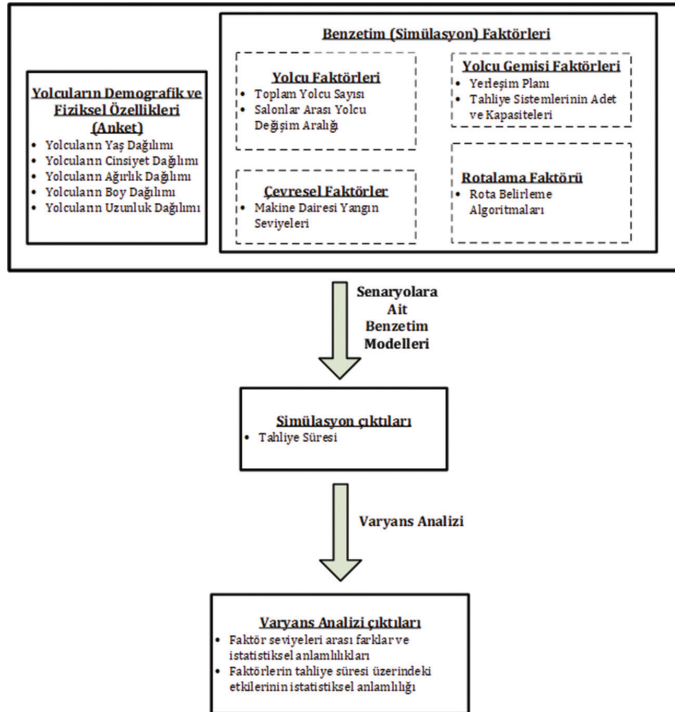 Yolcuların Demografik ve
Fiziksel Özellikleri
(Anket)
• Yolcuların Yaş Dağılımı
• Yolcuların Cinsiyet Dağılımı
• Yolcuların Ağırlık Dağılımı
• Yolcuların Boy Dağılımı
• Yolcuların Uzunluk Dağılımı
Benzetim (Simülasyon) Faktörleri
Yolcu Faktörleri
• Toplam Yolcu Sayısı
• Salonlar Arası Yolcu
Değişim Aralığı
Yolcu Gemisi Faktörleri
• Yerleşim Planı
• Tahliye Sistemlerinin Adet
ve Kapasiteleri
Çevresel Faktörler
• Makine Dairesi Yangın
Seviyeleri
Rotalama Faktörü
• Rota Belirleme
Algoritmaları
Senaryolara
Ait
Benzetim
Modelleri
Simülasyon çıktıları
• Tahliye Süresi
Varyans Analizi
Varyans Analizi çıktıları
• Faktör seviyeleri arası farklar ve
istatistiksel anlamlılıkları
• Faktörlerin tahliye süresi üzerindeki
etkilerinin istatistiksel anlamlılığı